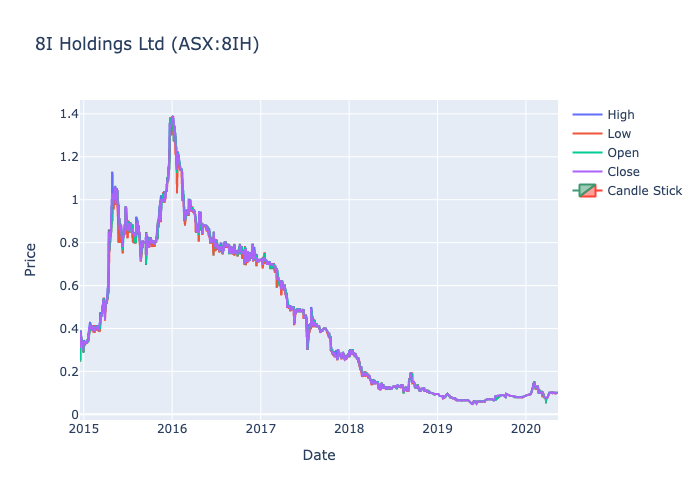 8I Holdings Ltd (ASX:8IH)
High
Low
Open
Close
Candle Stick
Price
1.4
1.2
1
0.8
0.6
0.4
0.2
0
2015 2016 2017 2018 2019 2020
Date